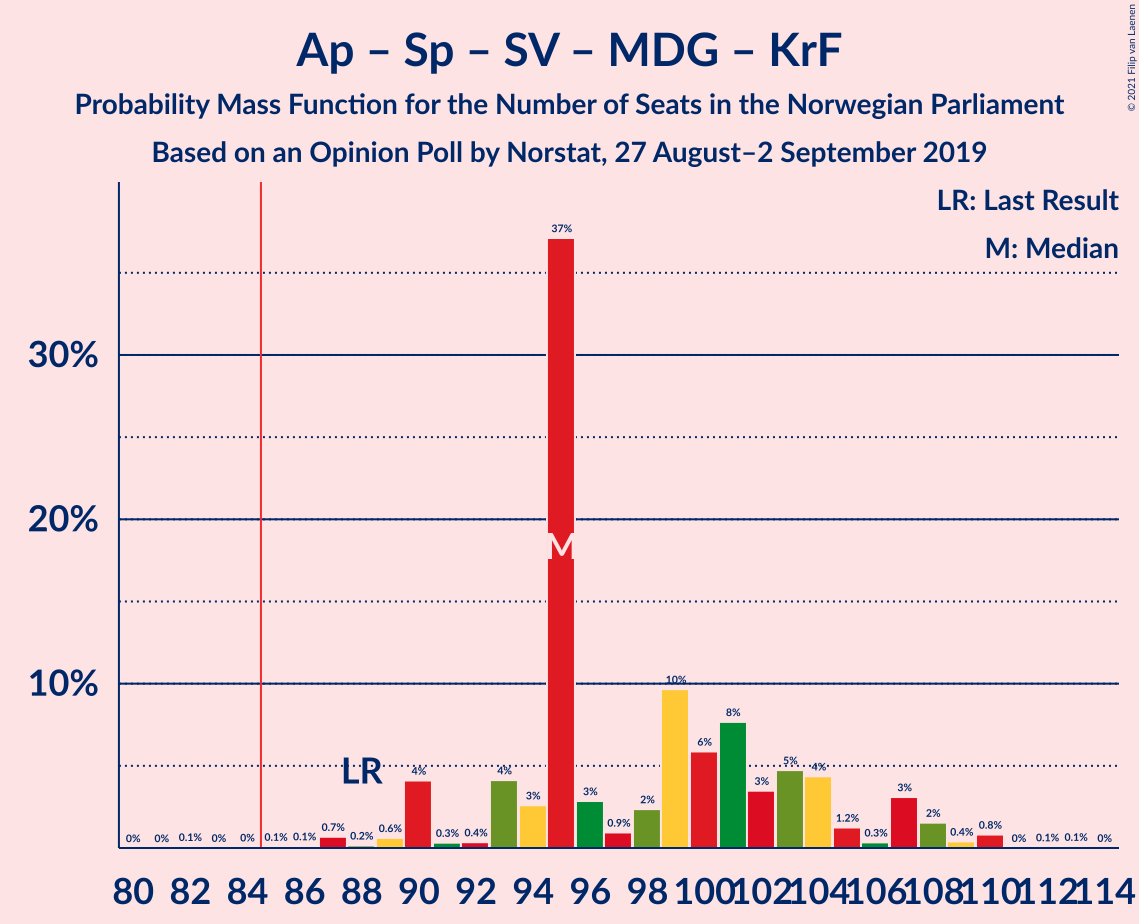 Ap – Sp – SV – MDG – KrF
Probability Mass Function for the Number of Seats in the Norwegian Parliament
Based on an Opinion Poll by Norstat, 27 August–2 September 2019
© 2021 Filip van Laenen
LR: Last Result
M: Median
30%
20%
10%
LR
M
0% 0% 0.1% 0% 0% 0.1% 0.1% 0.7% 0.2% 0.6% 4% 0.3% 0.4% 4% 3% 37% 3% 0.9% 2% 10% 6% 8% 3% 5% 4% 1.2% 0.3% 3% 2% 0.4% 0.8% 0% 0.1% 0.1% 0%
80 82 84 86 88 90 92 94 96 98 100 102 104 106 108 110 112 114